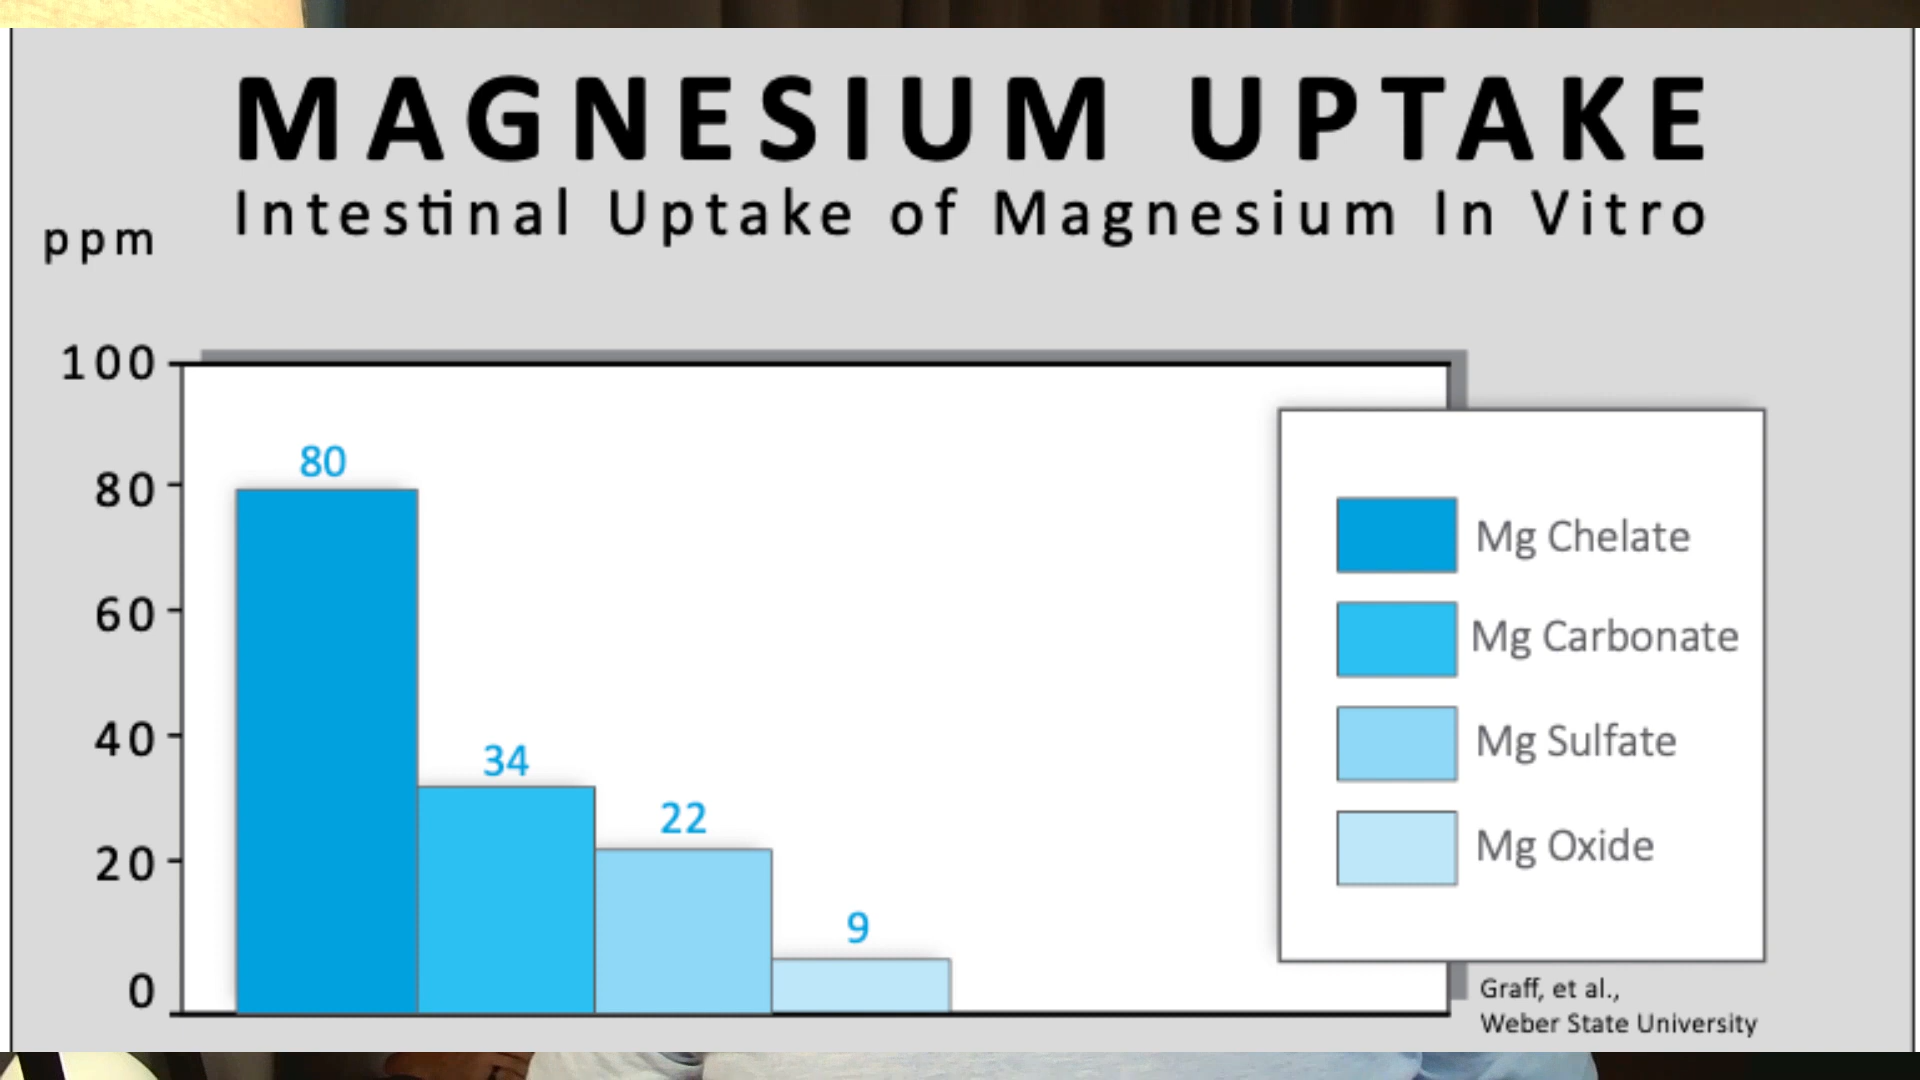 MAGNESIUM UPTAKE
Intestinal Uptake of Magnesium In Vitro
ppm
100
80
60
40
20
0
80
34
22
9
Mg Chelate
Mg Carbonate
Mg Sulfate
Mg Oxide
Graff, et al.,
Weber State University